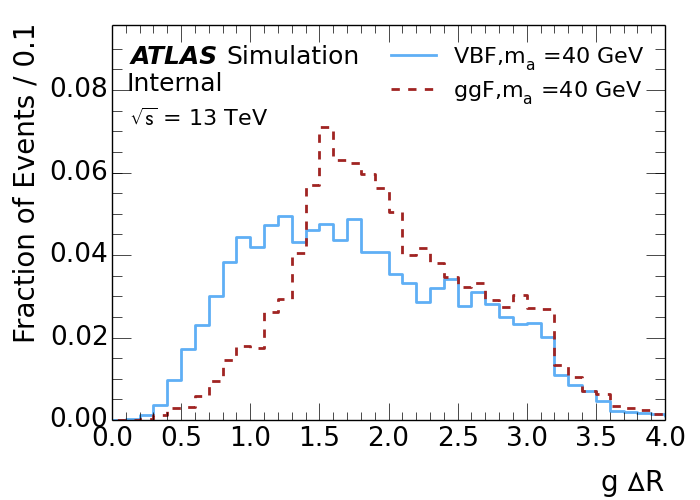 ATLAS Simulation
Internal
√s = 13 TeV
VBF,mₐ =40 GeV
ggF,mₐ =40 GeV
Fraction of Events / 0.1
0.08
0.06
0.04
0.02
0.00
0.0 0.5 1.0 1.5 2.0 2.5 3.0 3.5 4.0
g ΔR